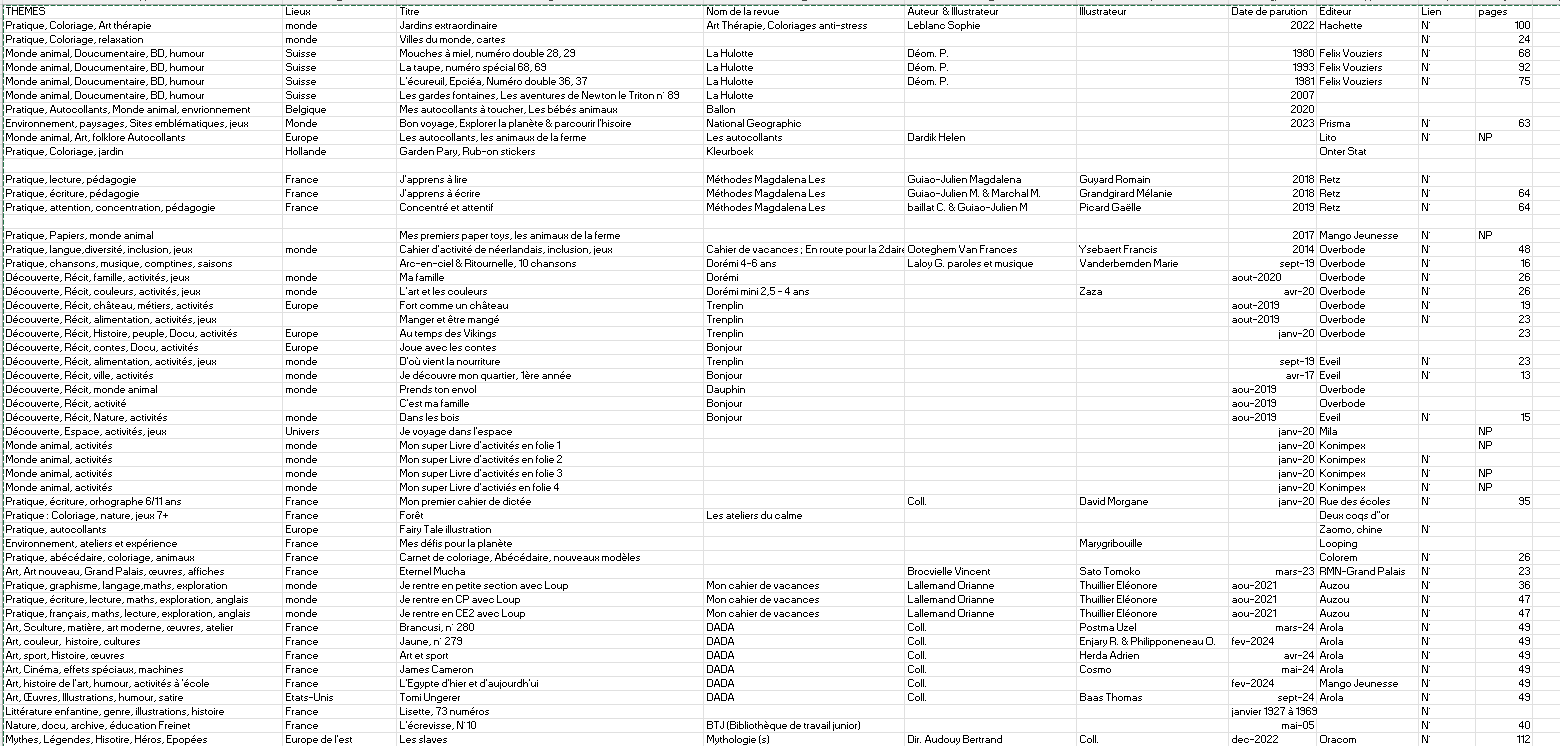 THEMES Lieux Titre Nom de la revue Auteur & Illustrateur Illustrateur Date de parution Editeur Lien pages
Pratique, Coloriage, Art thérapie monde Jardins extraordinaire Art Thérapie, Coloriages anti-stress Leblanc Sophie 2022 Hachette N° 100
Pratique, Coloriage, relaxation monde Villes du monde, cartes N° 24
Monde animal, Doucumentaire, BD, humour Suisse Mouches à miel, numéro double 28, 29 La Hulotte Déom. P. 1980 Felix Vouziers N° 68
Monde animal, Doucumentaire, BD, humour Suisse La taupe, numéro spécial 68, 69 La Hulotte Déom. P. 1993 Felix Vouziers N° 92
Monde animal, Doucumentaire, BD, humour Suisse L'écureuil, Epciéa, Numéro double 36, 37 La Hulotte Déom. P. 1981 Felix Vouziers N° 75
Monde animal, Doucumentaire, BD, humour Suisse Les gardes fontaines, Les aventures de Newton le Triton n° 89 La Hulotte 2007
Pratique, Autocollants, Monde animal, envrionnement Belgique Mes autocollants à toucher, Les bébés animaux Ballon 2020
Environnement, paysages, Sites emblématiques, jeux Monde Bon voyage, Explorer la planète & parcourir l'hisoire National Geographic 2023 Prisma N° 63
Monde animal, Art, folklore Autocollants Europe Les autocollants, les animaux de la ferme Les autocollants Dardik Helen Lito N° NP
Pratique, Coloriage, jardin Hollande Garden Pary, Rub-on stickers Kleurboek Onter Stat
Pratique, lecture, pédagogie France J'apprens à lire Méthodes Magdalena Les Guiao-Julien Magdalena Guyard Romain 2018 Retz N°
Pratique, écriture, pédagogie France J'apprens à écrire Méthodes Magdalena Les Guiao-Julien M. & Marchal M. Grandgirard Mélanie 2018 Retz N° 64
Pratique, attention, concentration, pédagogie France Concentré et attentif Méthodes Magdalena Les baillat C. & Guiao-Julien M Picard Gaëlle 2019 Retz N° 64
Pratique, Papiers, monde animal Mes premiers paper toys, les animaux de la ferme 2017 Mango Jeunesse N° NP
Pratique, langue,diversité, inclusion, jeux monde Cahier d'activité de néerlandais, inclusion, jeux Cahier de vacances ; En route pour la 2daire Ooteghem Van Frances Ysebaert Francis 2014 Overbode N° 48
Pratique, chansons, musique, comptines, saisons Arc-en-ciel & Ritournelle, 10 chansons Dorémi 4-6 ans Laloy G. paroles et musique Vanderbemden Marie sept-19 Overbode N° 16
Découverte, Récit, famille, activités, jeux monde Ma famille Dorémi aout-2020 Overbode N° 26
Découverte, Récit, couleurs, activités, jeux monde L'art et les couleurs Dorémi mini 2,5 - 4 ans Zaza avr-20 Overbode N° 26
Découverte, Récit, château, métiers, activités Europe Fort comme un château Trenplin aout-2019 Overbode N° 19
Découverte, Récit, alimentation, activités, jeux Manger et être mangé Trenplin aout-2019 Overbode N° 23
Découverte, Récit, Histoire, peuple, Docu, activités Europe Au temps des Vikings Trenplin janv-20 Overbode 23
Découverte, Récit, contes, Docu, activités Europe Joue avec les contes Bonjour
Découverte, Récit, alimentation, activités, jeux monde D'où vient la nourriture Trenplin sept-19 Eveil N° 23
Découverte, Récit, ville, activités monde Je découvre mon quartier, 1ère année Bonjour avr-17 Eveil N° 13
Découverte, Récit, monde animal monde Prends ton envol Dauphin aou-2019 Overbode
Découverte, Récit, activité C'est ma famille Bonjour aou-2019 Overbode
Découverte, Récit, Nature, activités monde Dans les bois Bonjour aou-2019 Eveil N° 15
Découverte, Espace, activités, jeux Univers Je voyage dans l'espace janv-20 Mila NP
Monde animal, activités monde Mon super Livre d'activités en folie 1 janv-20 Konimpex NP
Monde animal, activités monde Mon super Livre d'activités en folie 2 janv-20 Konimpex N°
Monde animal, activités monde Mon super Livre d'activités en folie 3 janv-20 Konimpex N° NP
Monde animal, activités monde Mon super Livre d'activiés en folie 4 janv-20 Konimpex N° NP
Pratique, écriture, orhographe 6/11 ans France Mon premier cahier de dictée Coll. David Morgane janv-20 Rue des écoles N° 95
Pratique : Coloriage, nature, jeux 7+ France Forêt Les ateliers du calme Deux coqs d''or
Pratique, autocollants Europe Fairy Tale illustration Zaomo, chine N°
Environnement, ateliers et expérience France Mes défis pour la planète Marygribouille Looping
Pratique, abécédaire, coloriage, animaux France Carnet de coloriage, Abécédaire, nouveaux modèles Colorem N° 26
Art, Art nouveau, Grand Palais, œuvres, affiches France Eternel Mucha Brocvielle Vincent Sato Tomoko mars-23 RMN-Grand Palais N° 23
Pratique, graphisme, langage,maths, exploration monde Je rentre en petite section avec Loup Mon cahier de vacances Lallemand Orianne Thuillier Eléonore aou-2021 Auzou N° 36
Pratique, écriture, lecture, maths, exploration, anglais monde Je rentre en CP avec Loup Mon cahier de vacances Lallemand Orianne Thuillier Eléonore aou-2021 Auzou N° 47
Pratique, français, maths, lecture, exploration, anglais monde Je rentre en CE2 avec Loup Mon cahier de vacances Lallemand Orianne Thuillier Eléonore aou-2021 Auzou N° 47
Art, Sculture, matière, art moderne, œuvres, atelier France Brancusi, n° 280 DADA Coll. Postma Uzel mars-24 Arola N° 49
Art, couleur, histoire, cultures France Jaune, n° 279 DADA Coll. Enjary R. & Philipponeneau O. fev-2024 Arola N° 49
Art, sport, Histoire, œuvres France Art et sport DADA Coll. Herda Adrien avr-24 Arola N° 49
Art, Cinéma, effets spéciaux, machines France James Cameron DADA Coll. Cosmo mai-24 Arola N° 49
Art, histoire de l'art, humour, activités à 'école France L'Egypte d'hier et d'aujourdh'ui DADA Coll. fev-2024 Mango Jeunesse N° 49
Art, Œuvres, Illustrations, humour, satire Etats-Unis Tomi Ungerer DADA Coll. Baas Thomas sept-24 Arola N° 49
Littérature enfantine, genre, illustrations, histoire France Lisette, 73 numéros janvier 1927 à 1969 N°
Nature, docu, archive, éducation Freinet France L'écrevisse, N°10 BTJ (Bibliothèque de travail junior) mai-05 N° 40
Mythes, Légendes, Hisotire, Héros, Epopées Europe de l'est Les slaves Mythologie (s) Dir. Audouy Bertrand Coll. dec-2022 Oracom N° 112